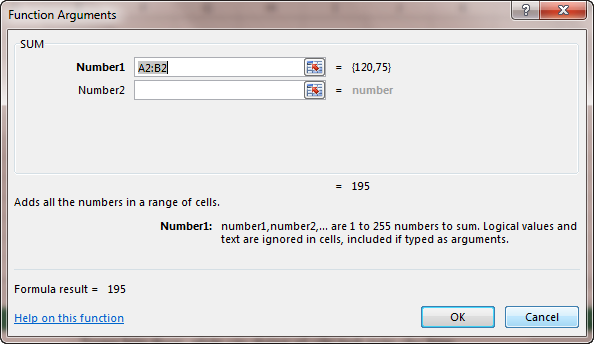 Function Arguments
SUM
Number1 A2:B2 = {120,75}
Number2 = number
= 195
Adds all the numbers in a range of cells.
Number1: number1,number2,... are 1 to 255 numbers to sum. Logical values and
text are ignored in cells, included if typed as arguments.
Formula result = 195
Help on this function OK Cancel